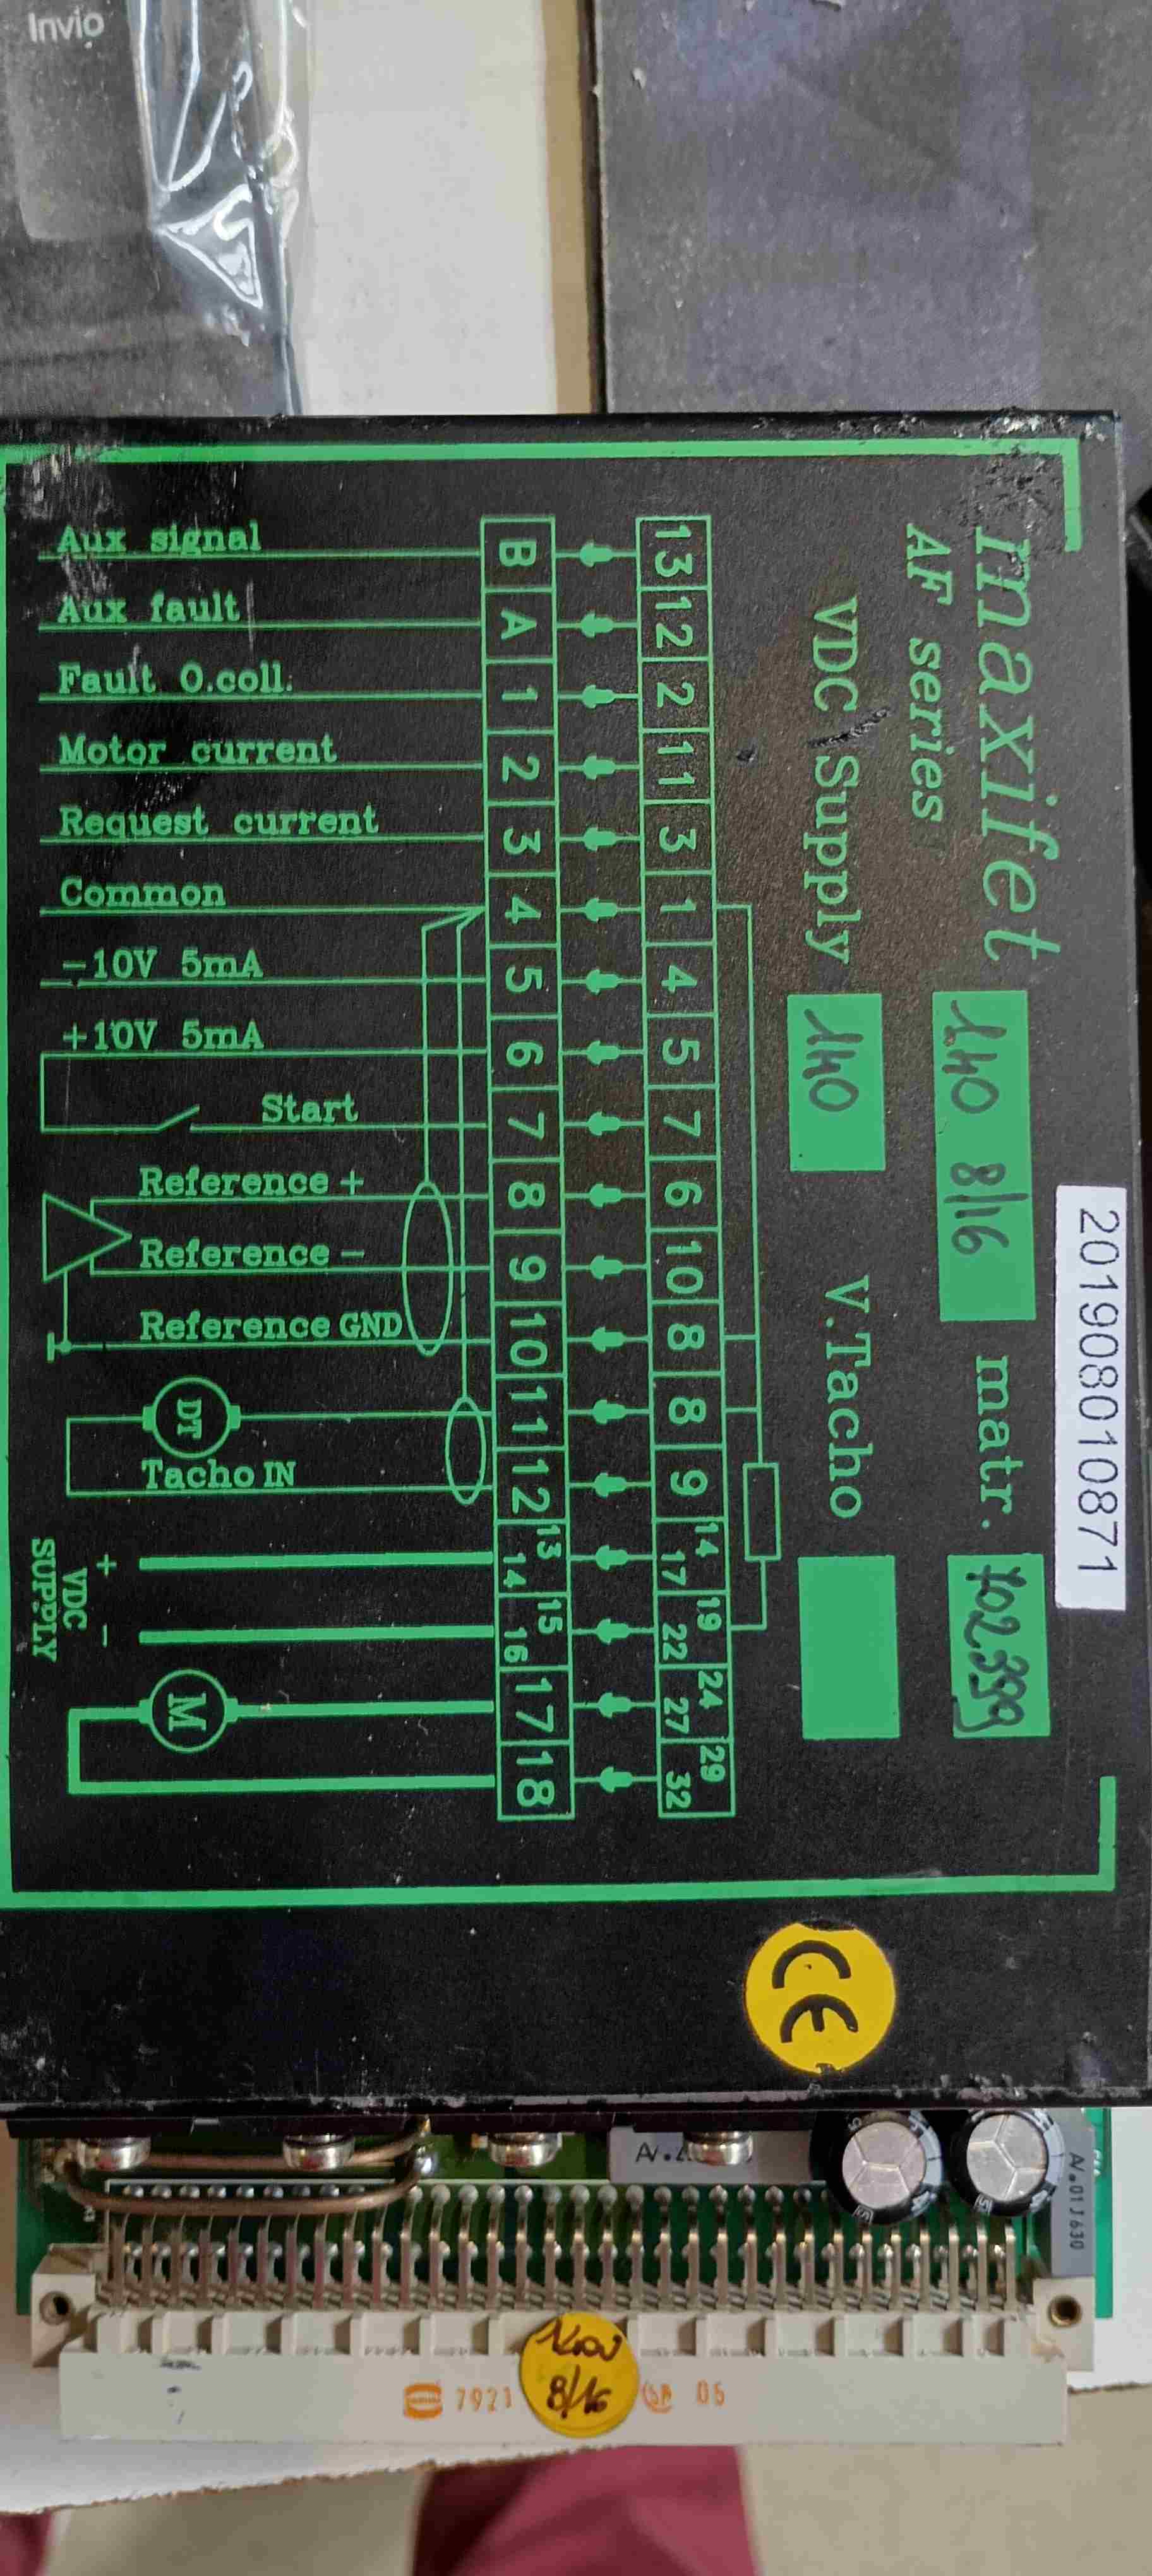 Invio
201908010871
maxifet 140 8/16 matr. 102399
AF series
VDC Supply 140 V.Tacho
13 12 2 11 3 1 4 5 7 6 10 8 8 9 14 17 19 22 24 27 29 32
B A 1 2 3 4 5 6 7 8 9 10 11 12 13 14 15 16 17 18
Aux signal
Aux fault
Fault O.coll.
Motor current
Request current
Common
-10V 5mA
+10V 5mA
Start
Reference +
Reference -
Reference GND
DT
Tacho IN
+ VDC -
SUPPLY
M
CE
.01J630
7921
05
140V
8/16